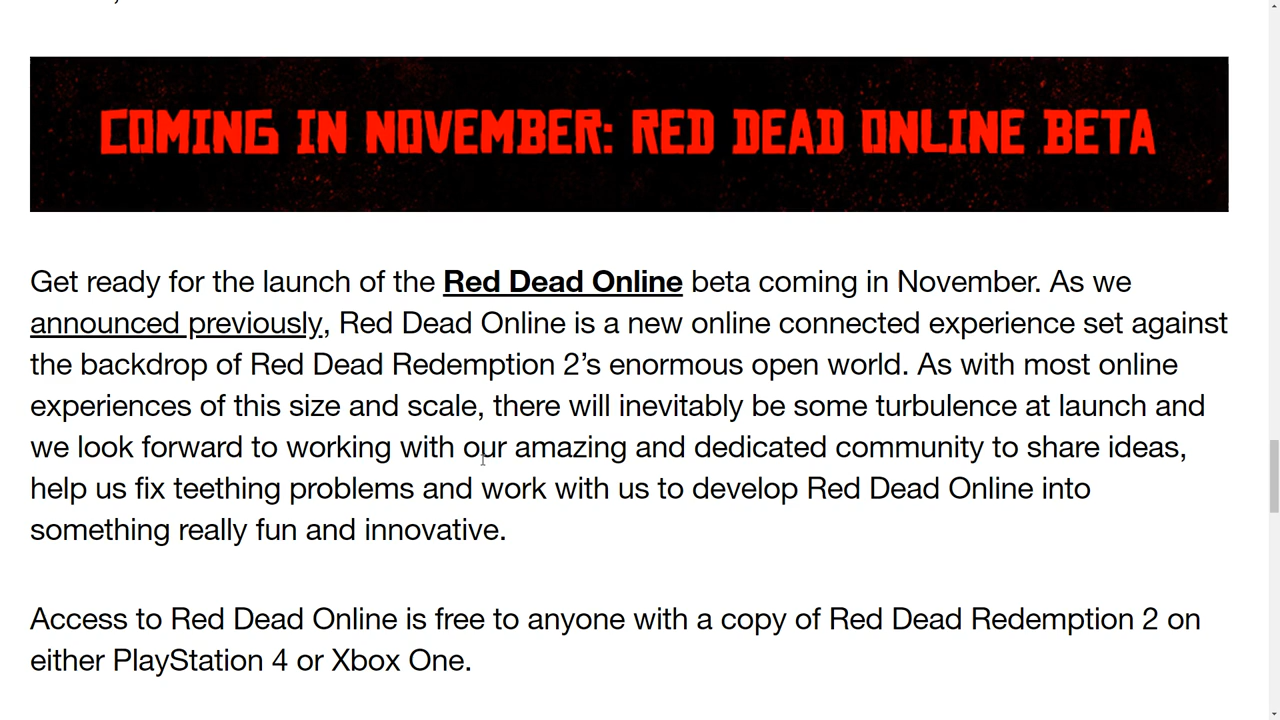 COMING IN NOVEMBER: RED DEAD ONLINE BETA
Get ready for the launch of the Red Dead Online beta coming in November. As we
announced previously, Red Dead Online is a new online connected experience set against
the backdrop of Red Dead Redemption 2’s enormous open world. As with most online
experiences of this size and scale, there will inevitably be some turbulence at launch and
we look forward to working with our amazing and dedicated community to share ideas,
help us fix teething problems and work with us to develop Red Dead Online into
something really fun and innovative.
Access to Red Dead Online is free to anyone with a copy of Red Dead Redemption 2 on
either PlayStation 4 or Xbox One.